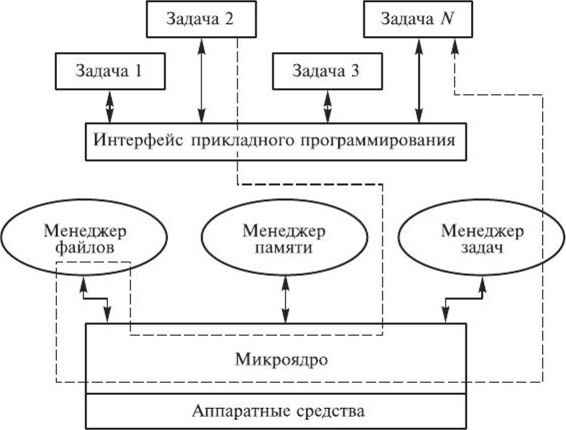 Задача 2
Задача N
Задача 1
Задача 3
Интерфейс прикладного программирования
Менеджер
файлов
Менеджер
памяти
Менеджер
задач
Микроядро
Аппаратные средства